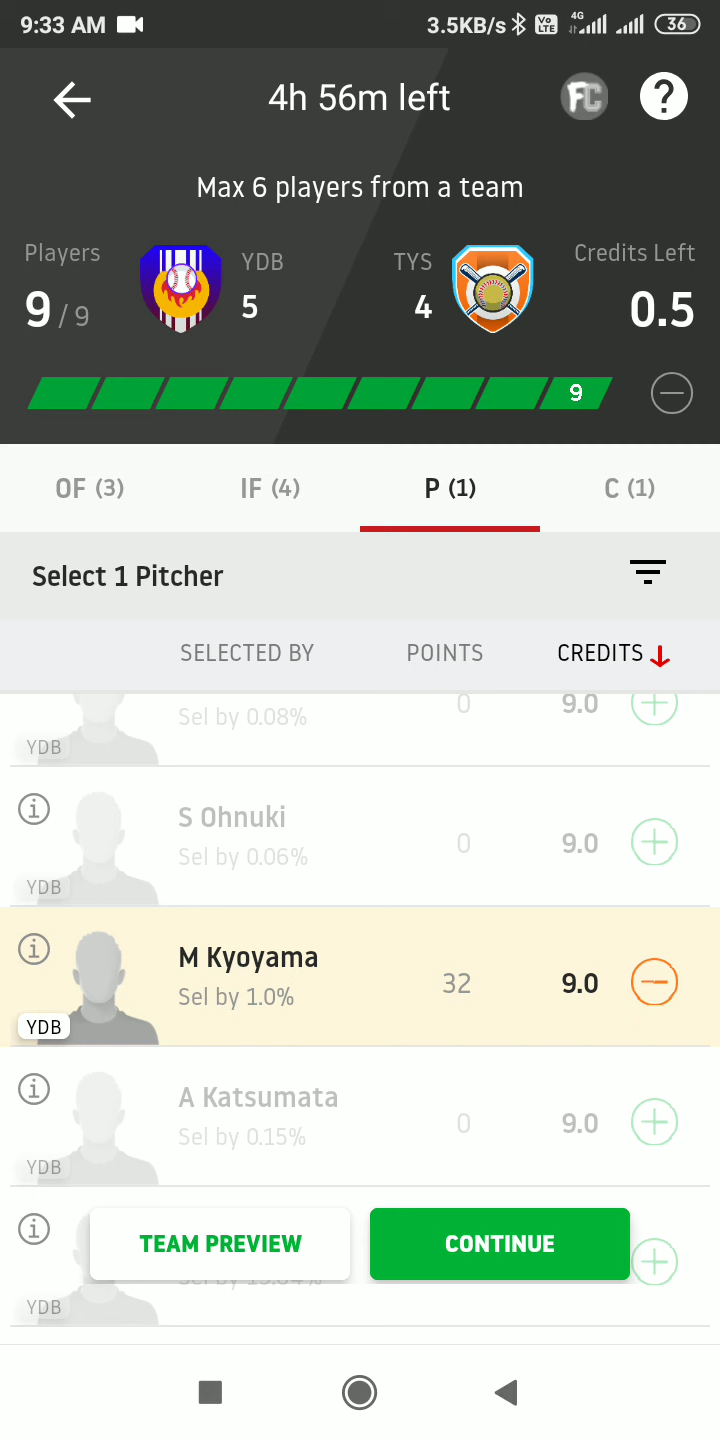 9:33 AM
3.5KB/s
Vo LTE
4G
36
4h 56m left
FC
?
Max 6 players from a team
Players
YDB
TYS
Credits Left
9 / 9
5
4
0.5
9
OF (3)
IF (4)
P (1)
C (1)
Select 1 Pitcher
SELECTED BY
POINTS
CREDITS
Sel by 0.08%
0
9.0
YDB
S Ohnuki
Sel by 0.06%
0
9.0
YDB
M Kyoyama
Sel by 1.0%
32
9.0
YDB
A Katsumata
Sel by 0.15%
0
9.0
YDB
TEAM PREVIEW
CONTINUE
YDB